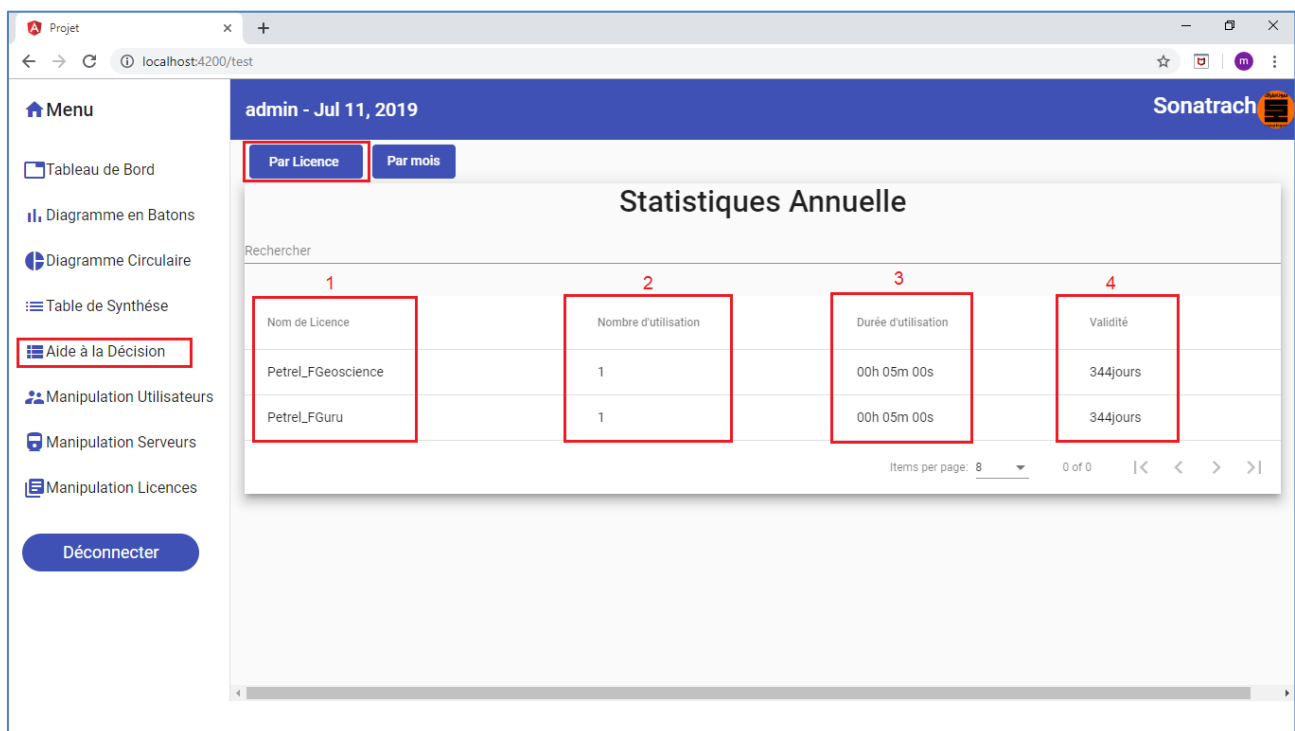 Projet
localhost:4200/test
m
Menu
admin - Jul 11, 2019
Sonatrach
Par Licence
Par mois
Tableau de Bord
Diagramme en Batons
Diagramme Circulaire
Table de Synthése
Aide à la Décision
Manipulation Utilisateurs
Manipulation Serveurs
Manipulation Licences
Déconnecter
Statistiques Annuelle
Rechercher
1 2 3 4
Nom de Licence Nombre d'utilisation Durée d'utilisation Validité
Petrel_FGeoscience 1 00h 05m 00s 344jours
Petrel_FGuru 1 00h 05m 00s 344jours
Items per page: 8 0 of 0